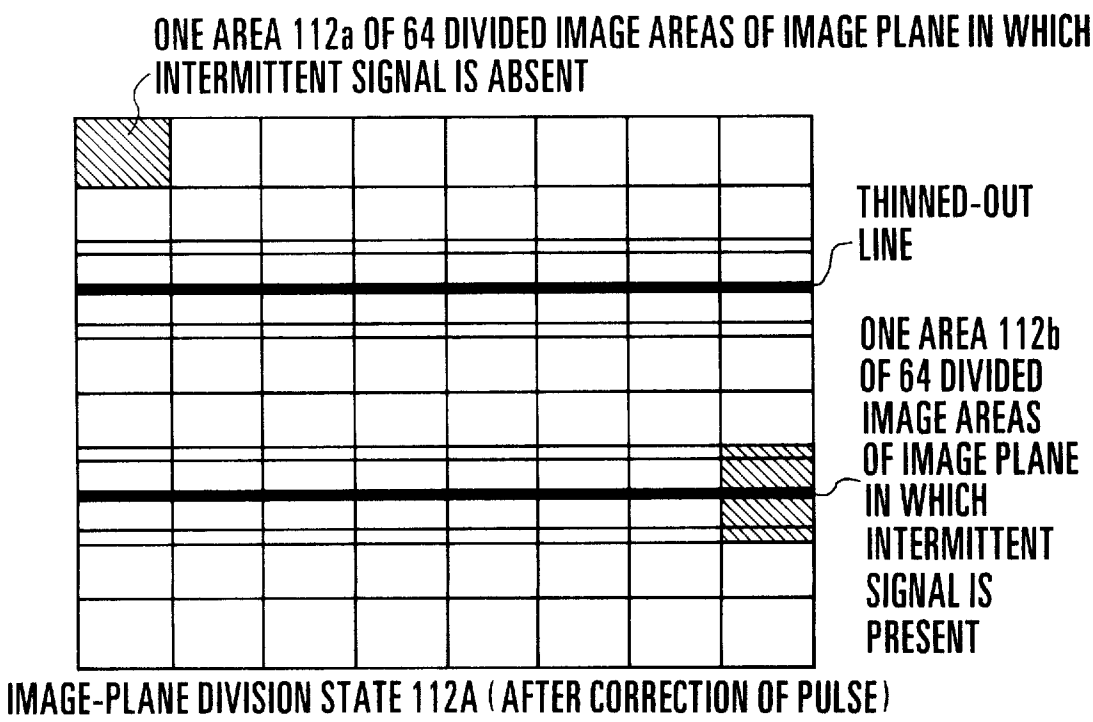 ONE AREA 112a OF 64 DIVIDED IMAGE AREAS OF IMAGE PLANE IN WHICH
INTERMITTENT SIGNAL IS ABSENT
THINNED-OUT
LINE
ONE AREA 112b
OF 64 DIVIDED
IMAGE AREAS
OF IMAGE PLANE
IN WHICH
INTERMITTENT
SIGNAL IS
PRESENT
IMAGE-PLANE DIVISION STATE 112A (AFTER CORRECTION OF PULSE)